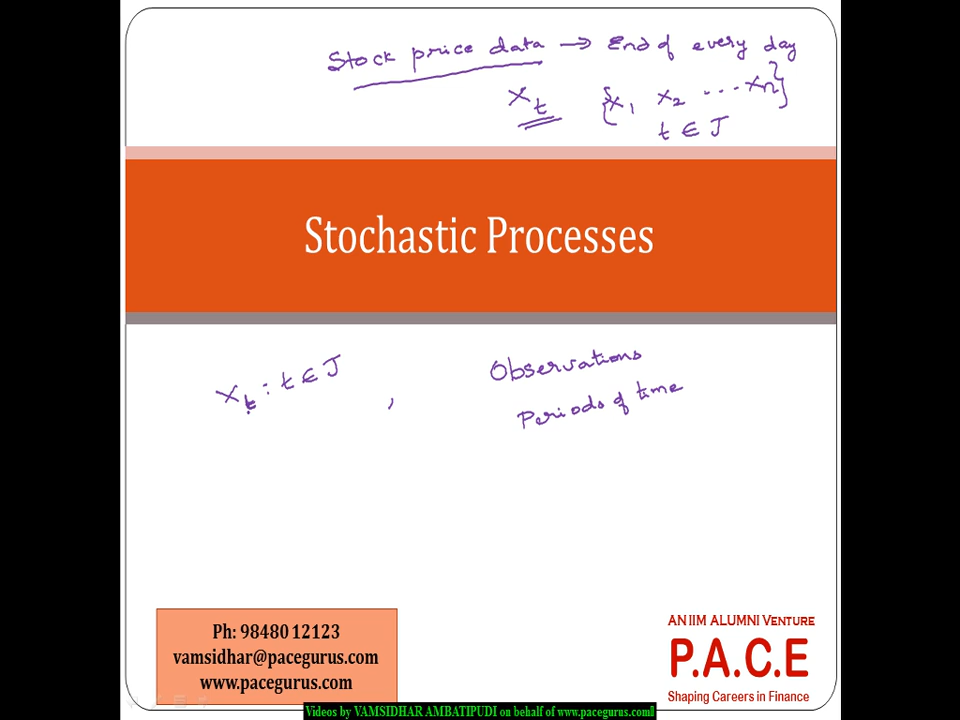 Stock price data → End of every day
Xt {x1 x2 ... xn}
t ∈ J
Stochastic Processes
Xt : t ∈ J , Observations
Periods of time
Ph: 98480 12123
vamsidhar@pacegurus.com
www.pacegurus.com
AN IIM ALUMNI VENTURE
P.A.C.E
Shaping Careers in Finance
Videos by VAMSIDHAR AMBATIPUDI on behalf of www.pacegurus.com